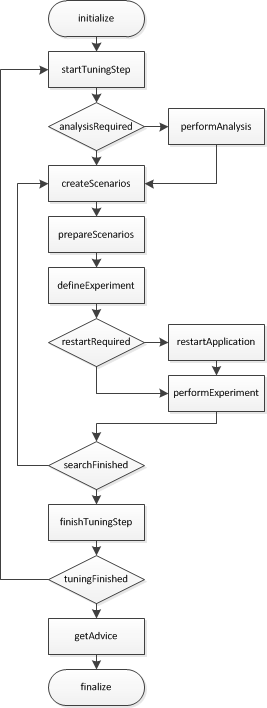 initialize
startTuningStep
analysisRequired
performAnalysis
createScenarios
prepareScenarios
defineExperiment
restartRequired
restartApplication
performExperiment
searchFinished
finishTuningStep
tuningFinished
getAdvice
finalize